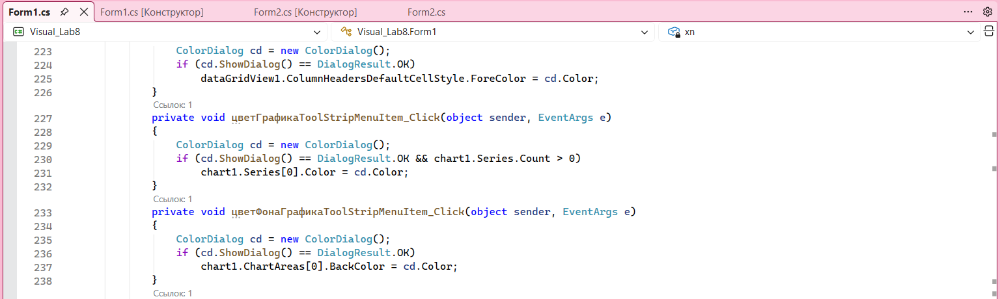 Form1.cs Form1.cs [Конструктор] Form2.cs [Конструктор] Form2.cs
C# Visual_Lab8 Visual_Lab8.Form1 xn
223 ColorDialog cd = new ColorDialog();
224 if (cd.ShowDialog() == DialogResult.OK)
225 dataGridView1.ColumnHeadersDefaultCellStyle.ForeColor = cd.Color;
226 }
Ссылок: 1
227 private void цветГрафикаToolStripMenuItem_Click(object sender, EventArgs e)
228 {
229 ColorDialog cd = new ColorDialog();
230 if (cd.ShowDialog() == DialogResult.OK && chart1.Series.Count > 0)
231 chart1.Series[0].Color = cd.Color;
232 }
Ссылок: 1
233 private void цветФонаГрафикаToolStripMenuItem_Click(object sender, EventArgs e)
234 {
235 ColorDialog cd = new ColorDialog();
236 if (cd.ShowDialog() == DialogResult.OK)
237 chart1.ChartAreas[0].BackColor = cd.Color;
238 }
Ссылок: 1